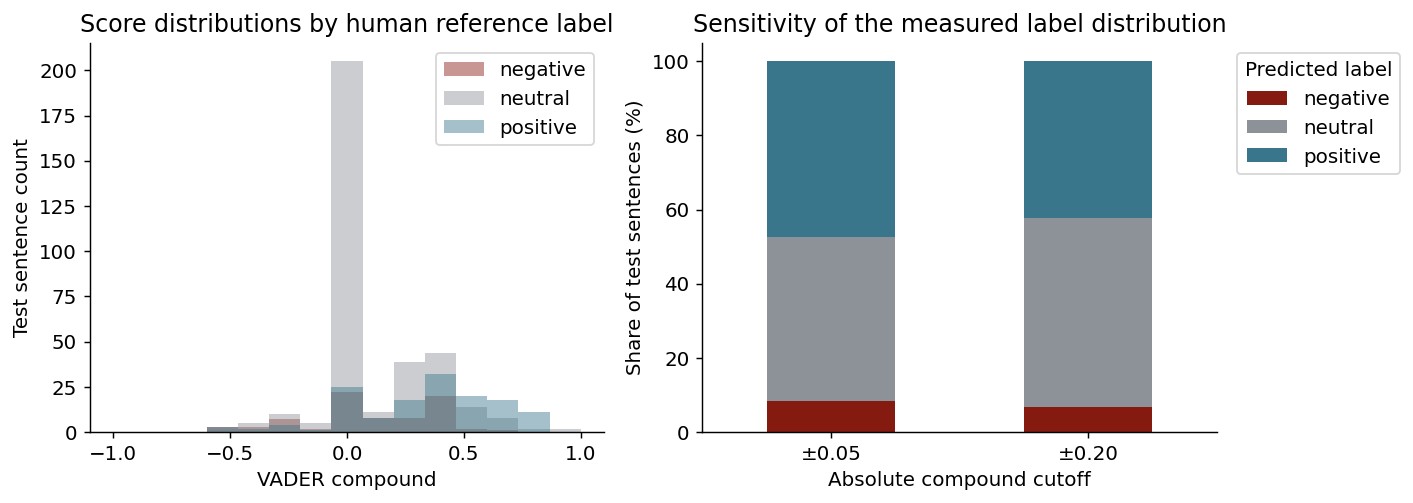 Score distributions by human reference label
Test sentence count
200
175
150
125
100
75
50
25
0
negative
neutral
positive
−1.0
−0.5
0.0
0.5
1.0
VADER compound
Sensitivity of the measured label distribution
Share of test sentences (%)
100
80
60
40
20
0
±0.05
±0.20
Absolute compound cutoff
Predicted label
negative
neutral
positive